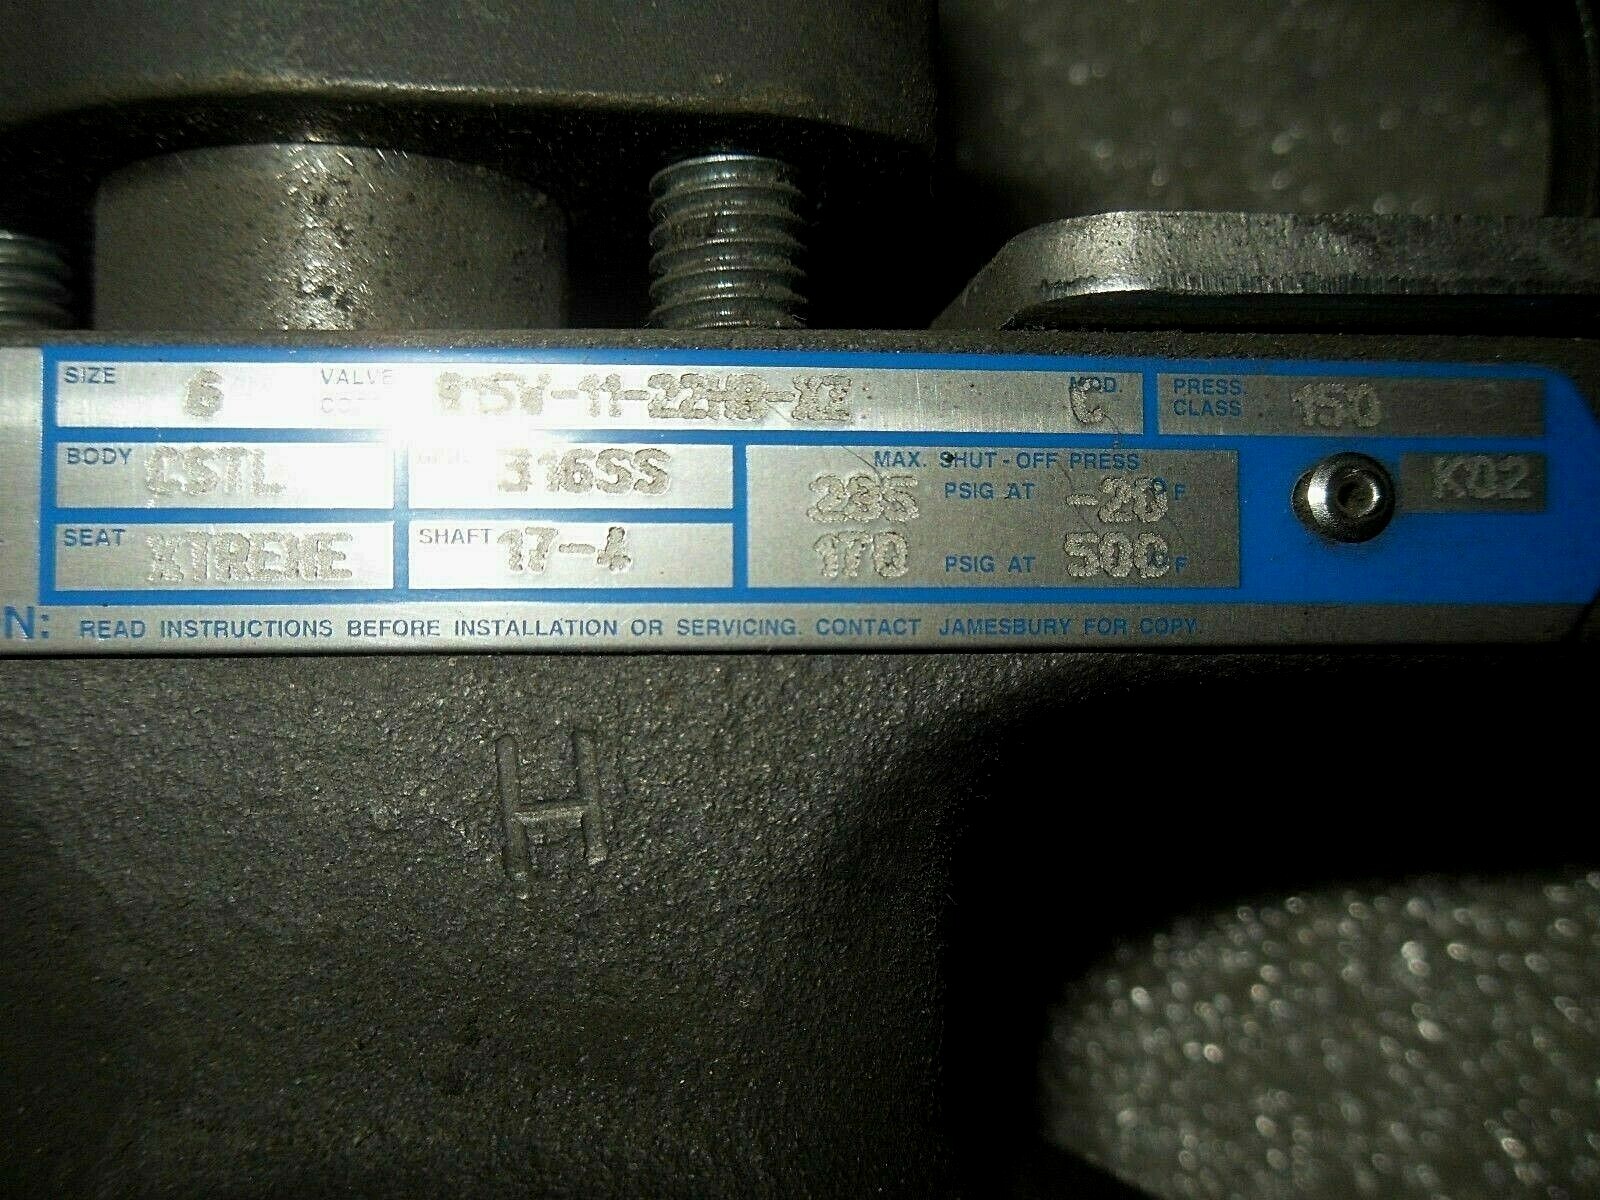 SIZE 6 VALVE 815W-11-22HB-XZ MOD. C PRESS. CLASS 150
BODY CSTL 316SS MAX. SHUT-OFF PRESS
285 PSIG AT -20 °F K02
SEAT XTREME SHAFT 17-4 170 PSIG AT 500 °F
N: READ INSTRUCTIONS BEFORE INSTALLATION OR SERVICING. CONTACT JAMESBURY FOR COPY.
H